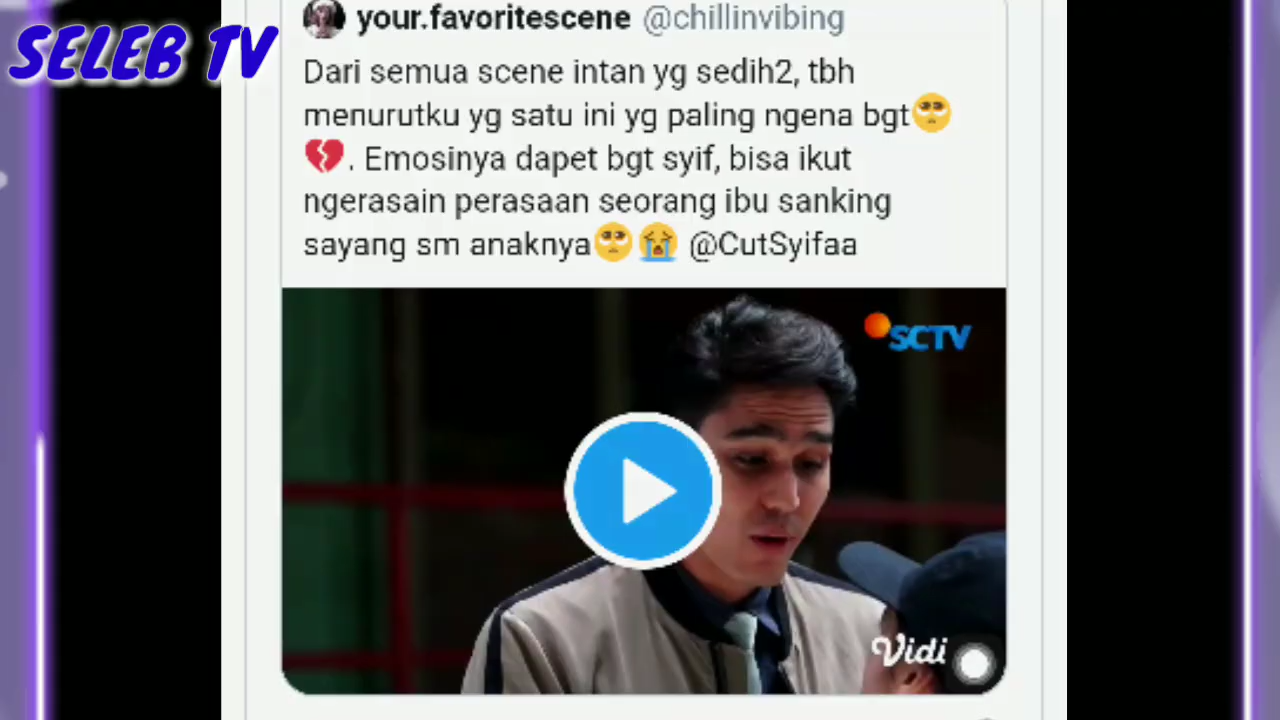 SELEB TV
your.favoritescene @chillinvibing
Dari semua scene intan yg sedih2, tbh
menurutku yg satu ini yg paling ngena bgt🥺
💔. Emosinya dapet bgt syif, bisa ikut
ngerasain perasaan seorang ibu sanking
sayang sm anaknya🥺😭 @CutSyifaa
SCTV
Vidi